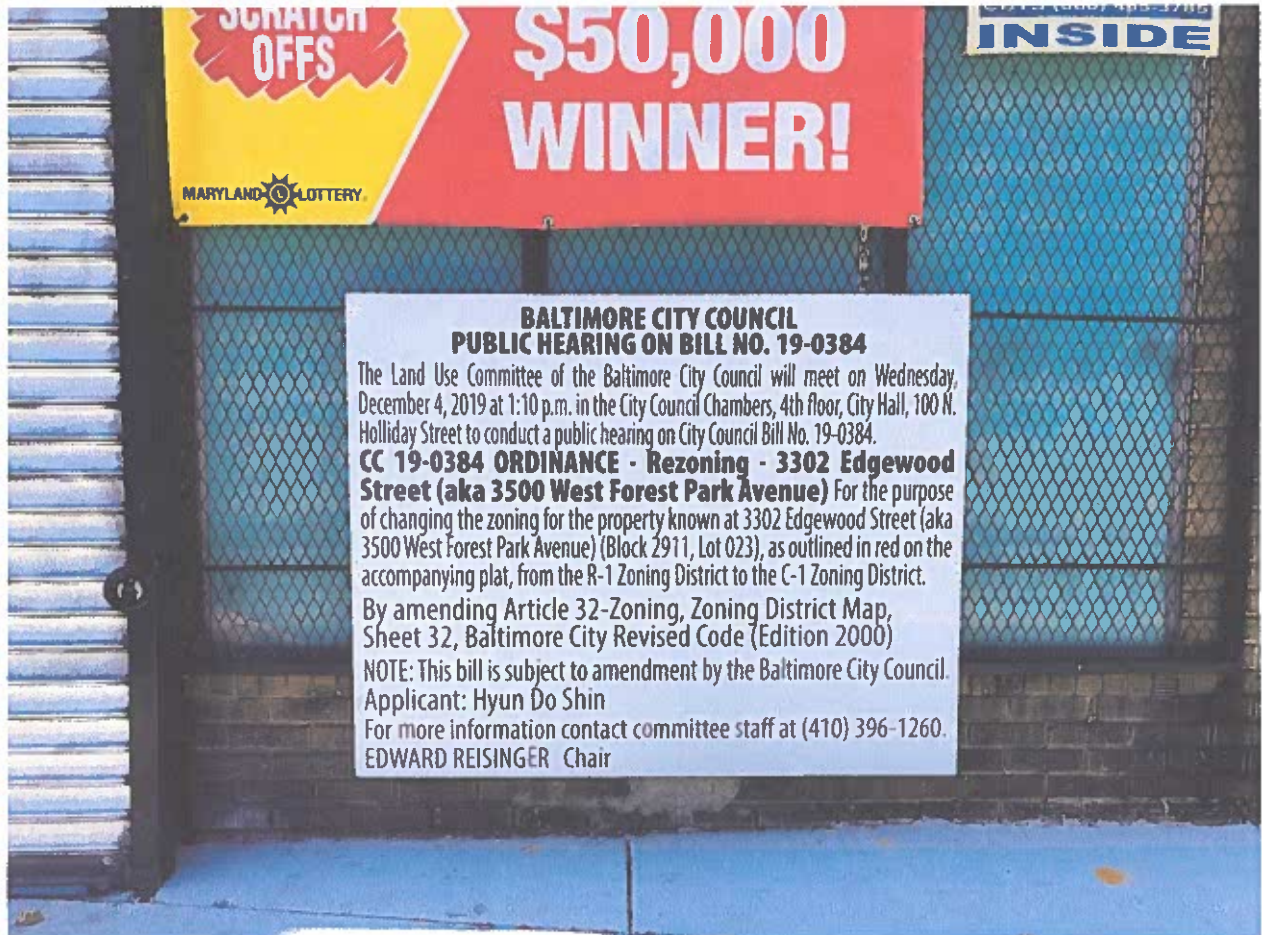 SCRATCH
OFFS
$50,000
WINNER!
MARYLAND LOTTERY
INSIDE
BALTIMORE CITY COUNCIL
PUBLIC HEARING ON BILL NO. 19-0384
The Land Use Committee of the Baltimore City Council will meet on Wednesday,
December 4, 2019 at 1:10 p.m. in the City Council Chambers, 4th floor, City Hall, 100 N.
Holliday Street to conduct a public hearing on City Council Bill No. 19-0384.
CC 19-0384 ORDINANCE - Rezoning - 3302 Edgewood
Street (aka 3500 West Forest Park Avenue) For the purpose
of changing the zoning for the property known at 3302 Edgewood Street (aka
3500 West Forest Park Avenue) (Block 2911, Lot 023), as outlined in red on the
accompanying plat, from the R-1 Zoning District to the C-1 Zoning District.
By amending Article 32-Zoning, Zoning District Map,
Sheet 32, Baltimore City Revised Code (Edition 2000)
NOTE: This bill is subject to amendment by the Baltimore City Council.
Applicant: Hyun Do Shin
For more information contact committee staff at (410) 396-1260.
EDWARD REISINGER Chair